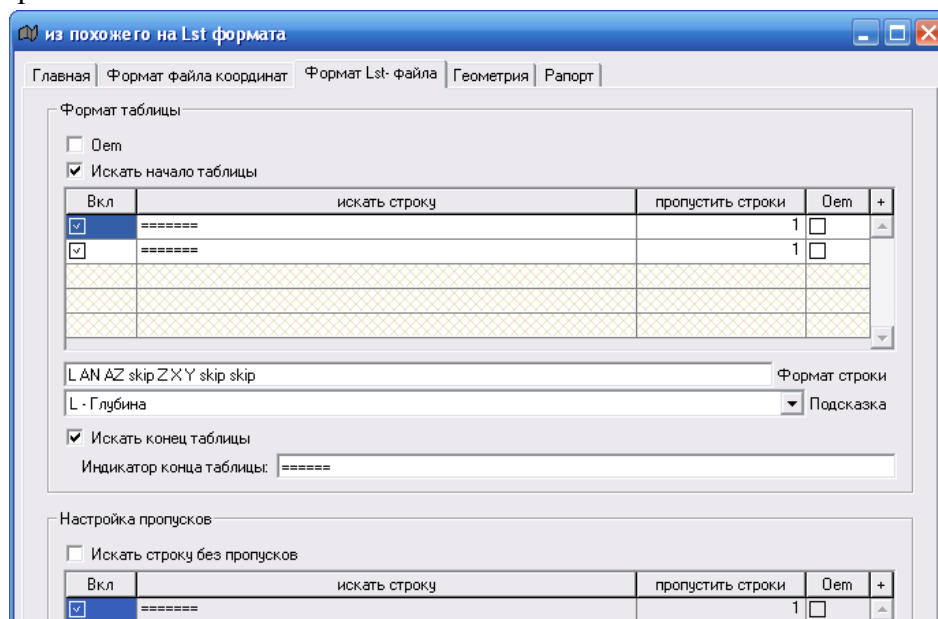 из похожего на Lst формата
Главная Формат файла координат Формат Lst- файла Геометрия Рапорт
Формат таблицы
Oem
Искать начало таблицы
Вкл искать строку пропустить строки Oem +
======= 1
======= 1
L AN AZ skip Z X Y skip skip Формат строки
L - Глубина Подсказка
Искать конец таблицы
Индикатор конца таблицы: ======
Настройка пропусков
Искать строку без пропусков
Вкл искать строку пропустить строки Oem +
======= 1